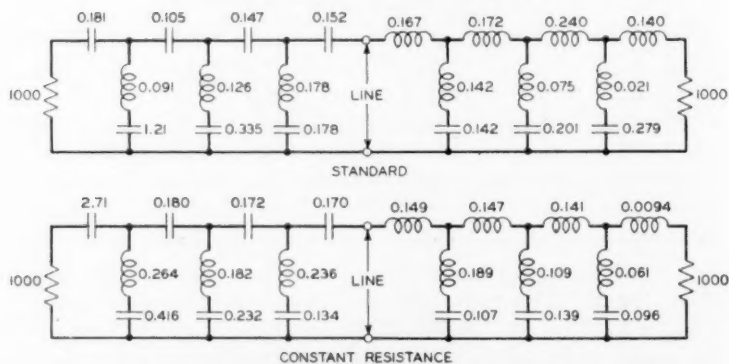 0.181 0.105 0.147 0.152 0.167 0.172 0.240 0.140
1000 0.091 0.126 0.178 LINE 0.142 0.075 0.021 1000
1.21 0.335 0.178 0.142 0.201 0.279
STANDARD
2.71 0.180 0.172 0.170 0.149 0.147 0.141 0.0094
1000 0.264 0.182 0.236 LINE 0.189 0.109 0.061 1000
0.416 0.232 0.134 0.107 0.139 0.096
CONSTANT RESISTANCE